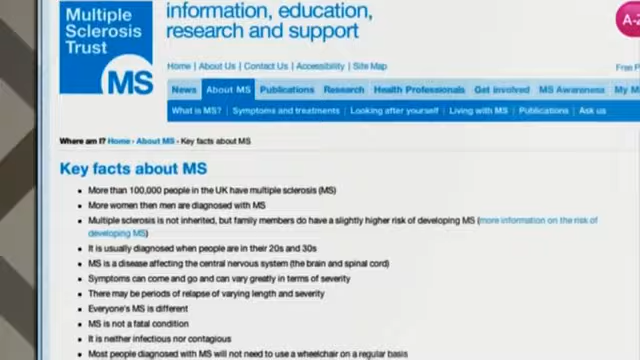 Multiple
Sclerosis
Trust
MS
information, education,
research and support
A-Z
Home | About Us | Contact Us | Accessibility | Site Map
News About MS Publications Research Health Professionals Get involved MS Awareness My M
What is MS? | Symptoms and treatments | Looking after yourself | Living with MS | Publications | Ask us
Where am I? Home - About MS - Key facts about MS
Key facts about MS
More than 100,000 people in the UK have multiple sclerosis (MS)
More women then men are diagnosed with MS
Multiple sclerosis is not inherited, but family members do have a slightly higher risk of developing MS (more information on the risk of
developing MS)
It is usually diagnosed when people are in their 20s and 30s
MS is a disease affecting the central nervous system (the brain and spinal cord)
Symptoms can come and go and can vary greatly in terms of severity
There may be periods of relapse of varying length and severity
Everyone's MS is different
MS is not a fatal condition
It is neither infectious nor contagious
Most people diagnosed with MS will not need to use a wheelchair on a regular basis